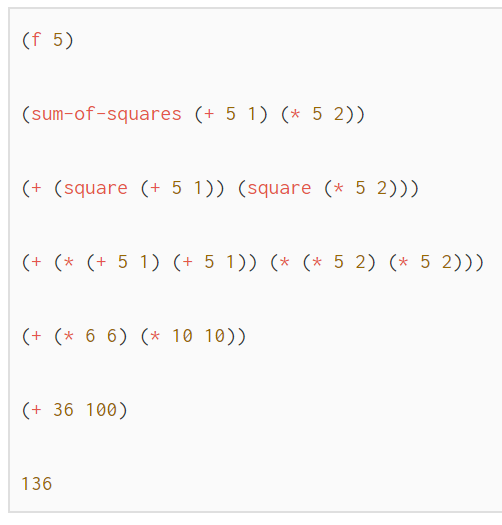 (f 5)
(sum-of-squares (+ 5 1) (* 5 2))
(+ (square (+ 5 1)) (square (* 5 2)))
(+ (* (+ 5 1) (+ 5 1)) (* (* 5 2) (* 5 2)))
(+ (* 6 6) (* 10 10))
(+ 36 100)
136